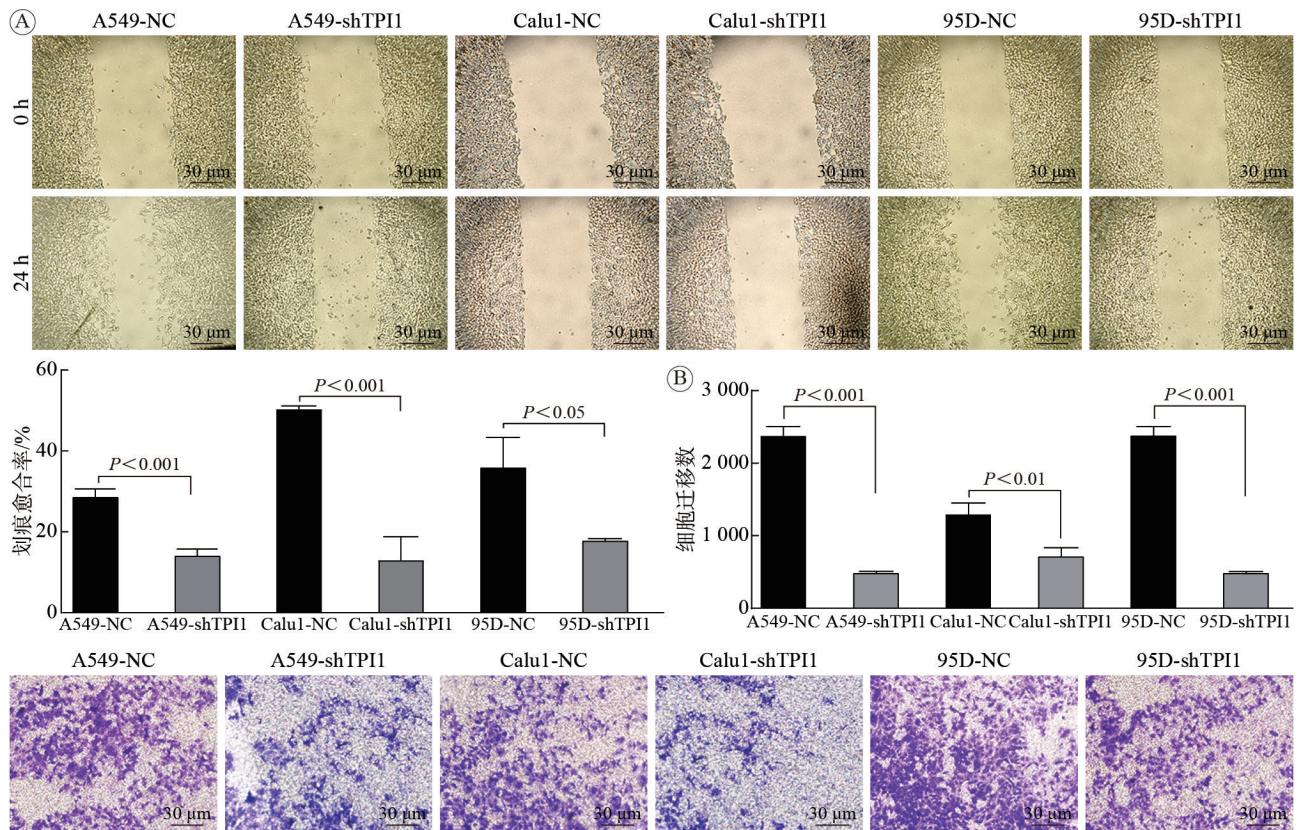 A
A549-NC A549-shTPI1 Calu1-NC Calu1-shTPI1 95D-NC 95D-shTPI1
0 h
30 μm 30 μm 30 μm 30 μm 30 μm 30 μm
24 h
30 μm 30 μm 30 μm 30 μm 30 μm 30 μm
划痕愈合率/%
60
40
20
0
P<0.001
P<0.001
P<0.05
A549-NC A549-shTPI1 Calu1-NC Calu1-shTPI1 95D-NC 95D-shTPI1
B
细胞迁移数
3 000
2 000
1 000
0
P<0.001
P<0.01
P<0.001
A549-NC A549-shTPI1 Calu1-NC Calu1-shTPI1 95D-NC 95D-shTPI1
A549-NC A549-shTPI1 Calu1-NC Calu1-shTPI1 95D-NC 95D-shTPI1
30 μm 30 μm 30 μm 30 μm 30 μm 30 μm